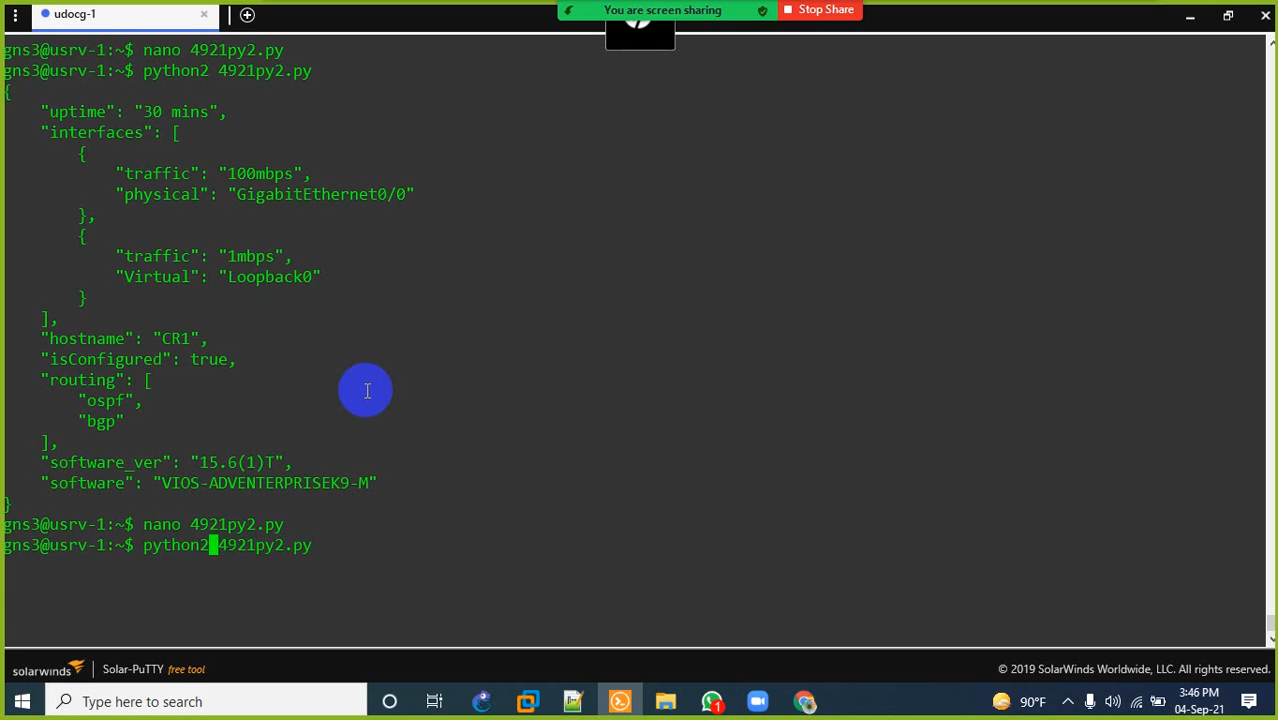 udocg-1
You are screen sharing
Stop Share
gns3@usrv-1:~$ nano 4921py2.py
gns3@usrv-1:~$ python2 4921py2.py
{
    "uptime": "30 mins",
    "interfaces": [
        {
            "traffic": "100mbps",
            "physical": "GigabitEthernet0/0"
        },
        {
            "traffic": "1mbps",
            "Virtual": "Loopback0"
        }
    ],
    "hostname": "CR1",
    "isConfigured": true,
    "routing": [
        "ospf",
        "bgp"
    ],
    "software_ver": "15.6(1)T",
    "software": "VIOS-ADVENTERPRISEK9-M"
}
gns3@usrv-1:~$ nano 4921py2.py
gns3@usrv-1:~$ python2 4921py2.py
solarwinds Solar-PuTTY free tool
© 2019 SolarWinds Worldwide, LLC. All rights reserved.
Type here to search
1
90°F
3:46 PM
04-Sep-21